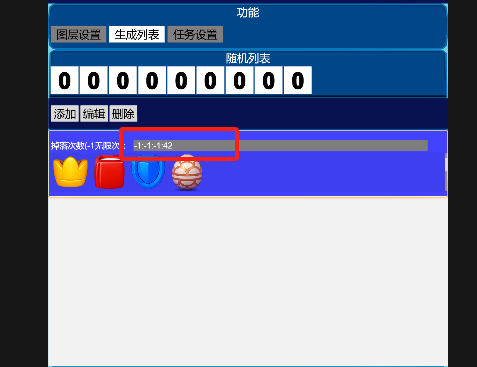 功能
图层设置 生成列表 任务设置
随机列表
0 0 0 0 0 0 0 0 0
添加 编辑 删除
掉落次数(-1无限次 -1:-1:-1:42